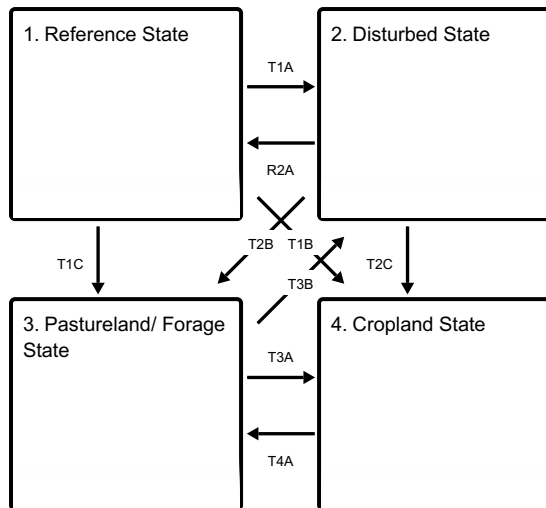 1. Reference State
2. Disturbed State
T1A
R2A
T2B
T1B
T1C
T2C
T3B
3. Pastureland/ Forage
State
4. Cropland State
T3A
T4A